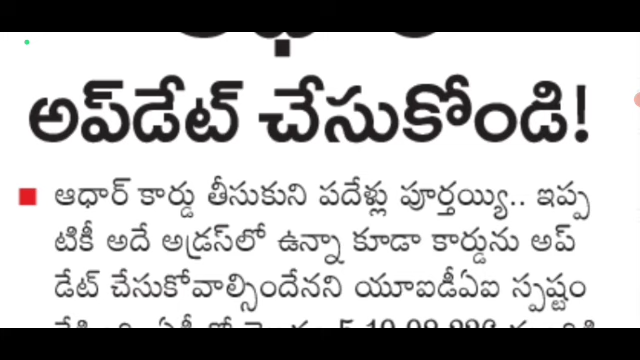 అప్‌డేట్ చేసుకోండి!
ఆధార్ కార్డు తీసుకుని పదేళ్లు పూర్తయ్యి.. ఇప్ప
టికీ అదే అడ్రస్‌లో ఉన్నా కూడా కార్డును అప్
డేట్ చేసుకోవాల్సిందేనని యూఐడీఏఐ స్పష్టం